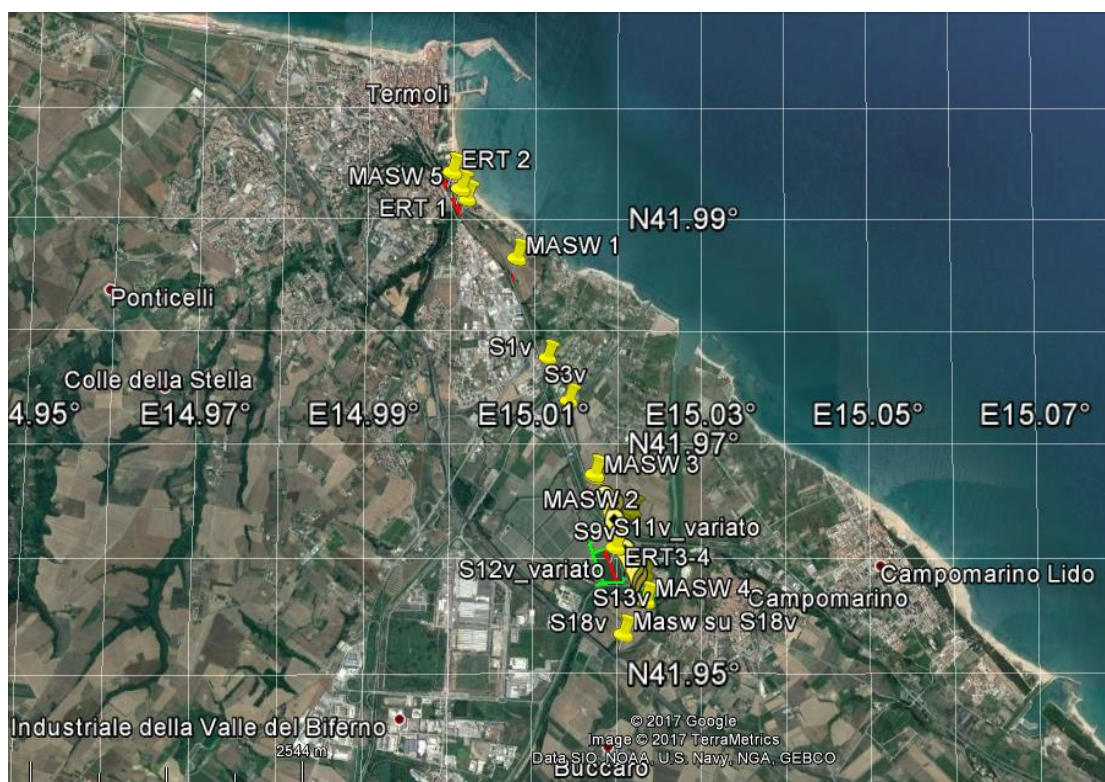 Termoli
ERT 2
MASW 5
ERT 1
N41.99°
MASW 1
Ponticelli
S1v
S3v
Colle della Stella
4.95°
E14.97°
E14.99°
E15.01°
E15.03°
E15.05°
E15.07°
N41.97°
MASW 3
MASW 2
S9v
S11v_variato
ERT3-4
S12v_variato
Campomarino Lido
MASW 4
S13v
Campomarino
S18v
Masw su S18v
N41.95°
Industriale della Valle del Biferno
2544 m
© 2017 Google
Image © 2017 TerraMetrics
Data SIO, NOAA, U.S. Navy, NGA, GEBCO
Buccaro